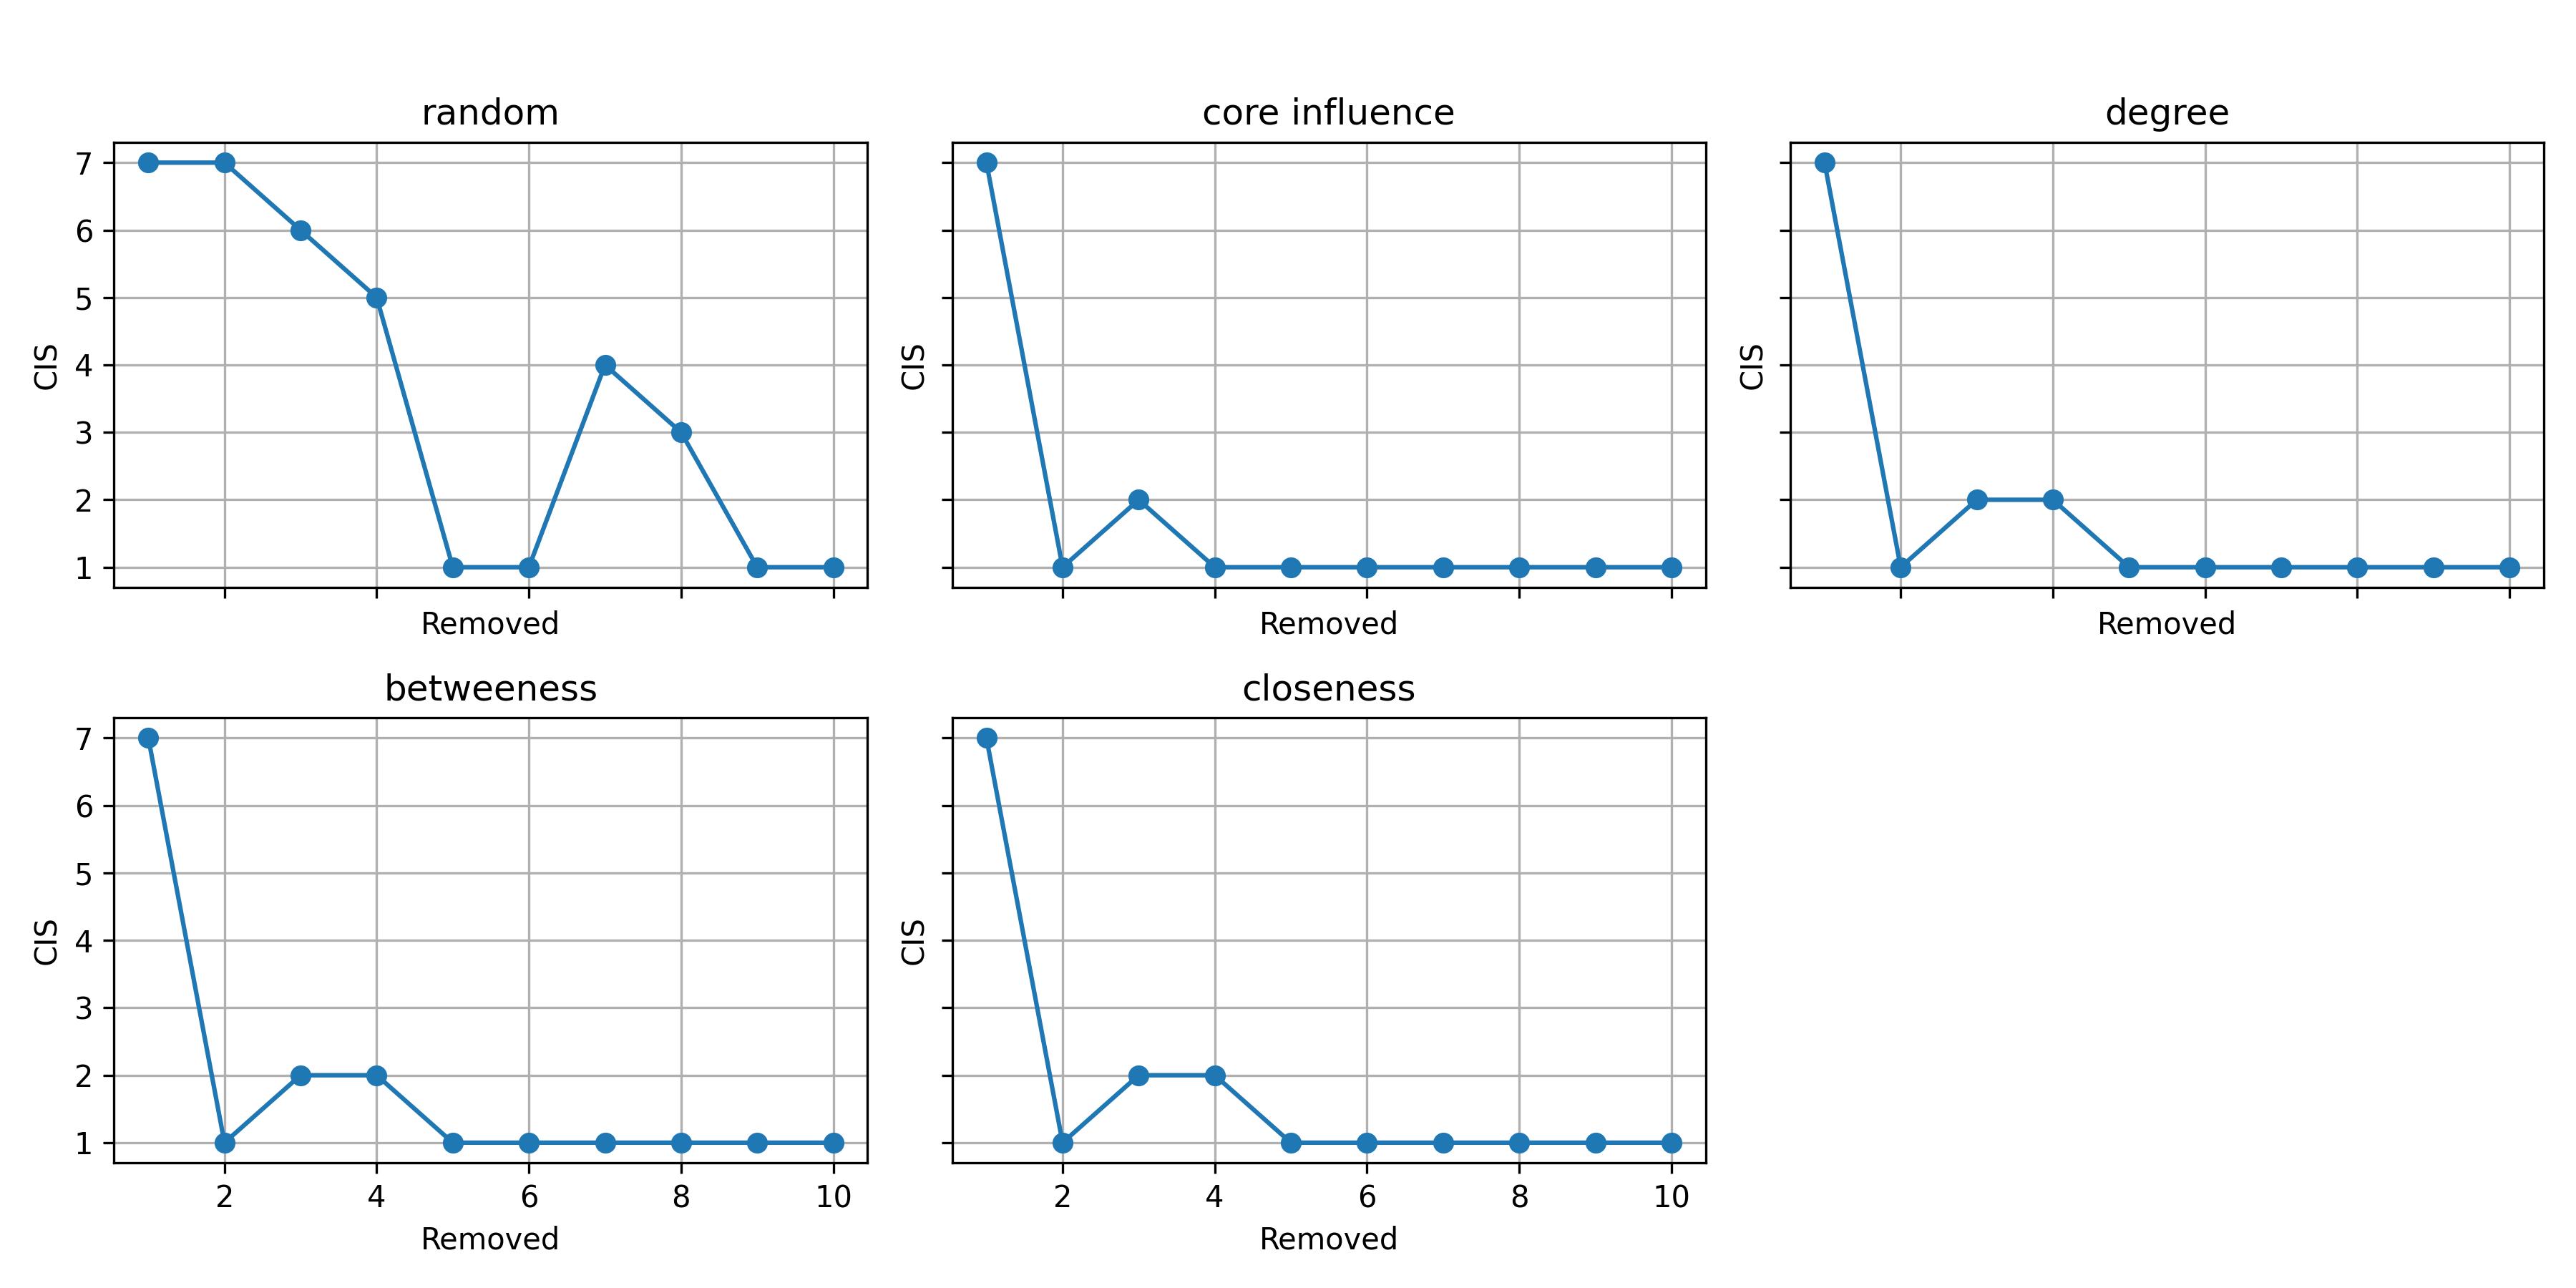 random
core influence
degree
7
6
5
4
3
2
1
CIS
CIS
CIS
Removed
Removed
Removed
betweeness
closeness
7
6
5
4
3
2
1
CIS
CIS
2 4 6 8 10
2 4 6 8 10
Removed
Removed